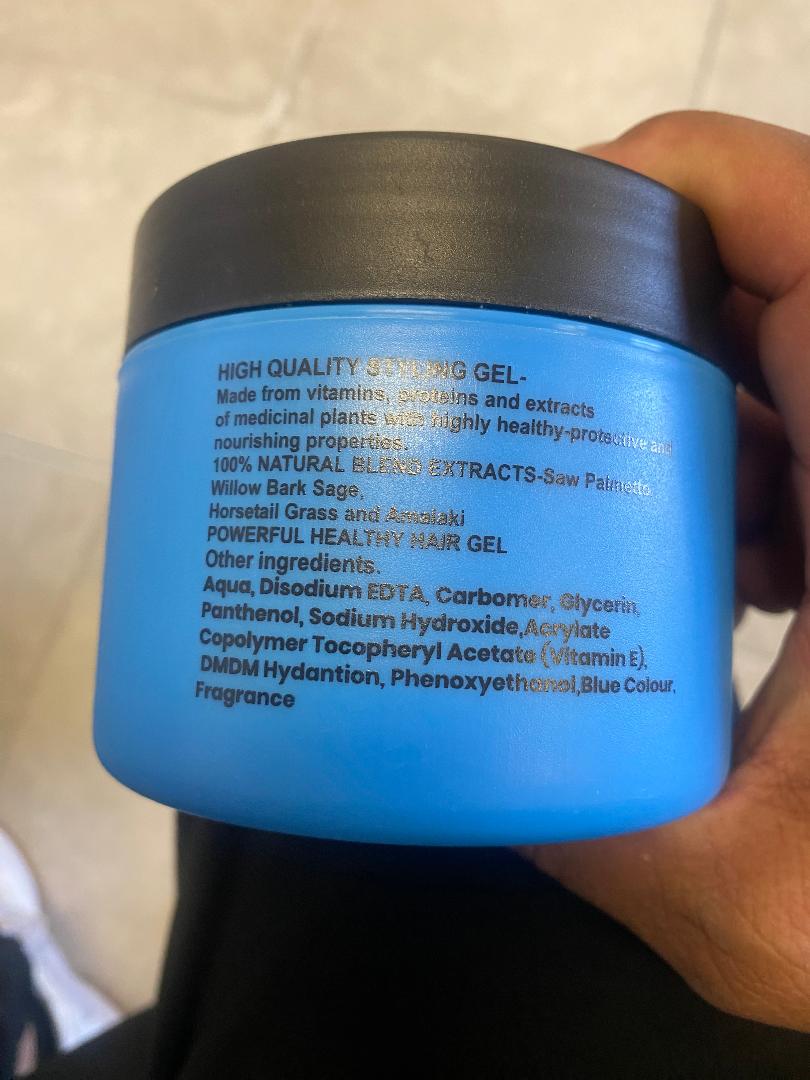 HIGH QUALITY STYLING GEL-
Made from vitamins, proteins and extracts
of medicinal plants with highly healthy-protective and
nourishing properties.
100% NATURAL BLEND EXTRACTS-Saw Palmetto
Willow Bark Sage,
Horsetail Grass and Amalaki
POWERFUL HEALTHY HAIR GEL
Other ingredients.
Aqua, Disodium EDTA, Carbomer, Glycerin,
Panthenol, Sodium Hydroxide,Acrylate
Copolymer Tocopheryl Acetate (Vitamin E),
DMDM Hydantion, Phenoxyethanol,Blue Colour,
Fragrance